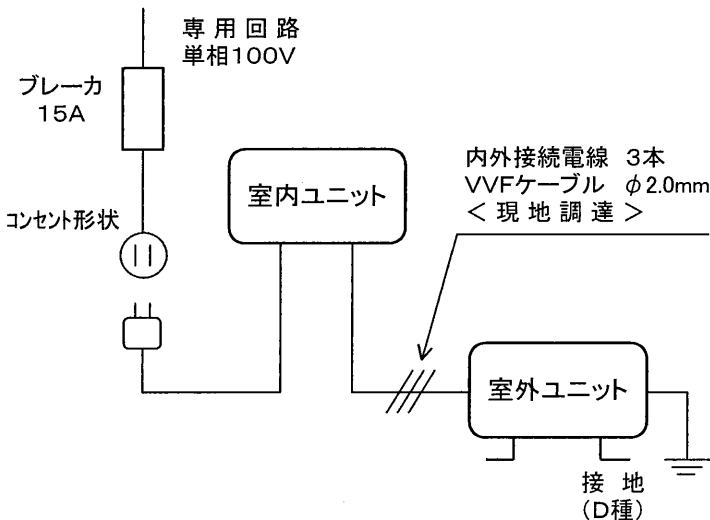 専用回路
単相100V
ブレーカ
15A
コンセント形状
室内ユニット
内外接続電線 3本
VVFケーブル φ2.0mm
＜現地調達＞
室外ユニット
接地
(D種)